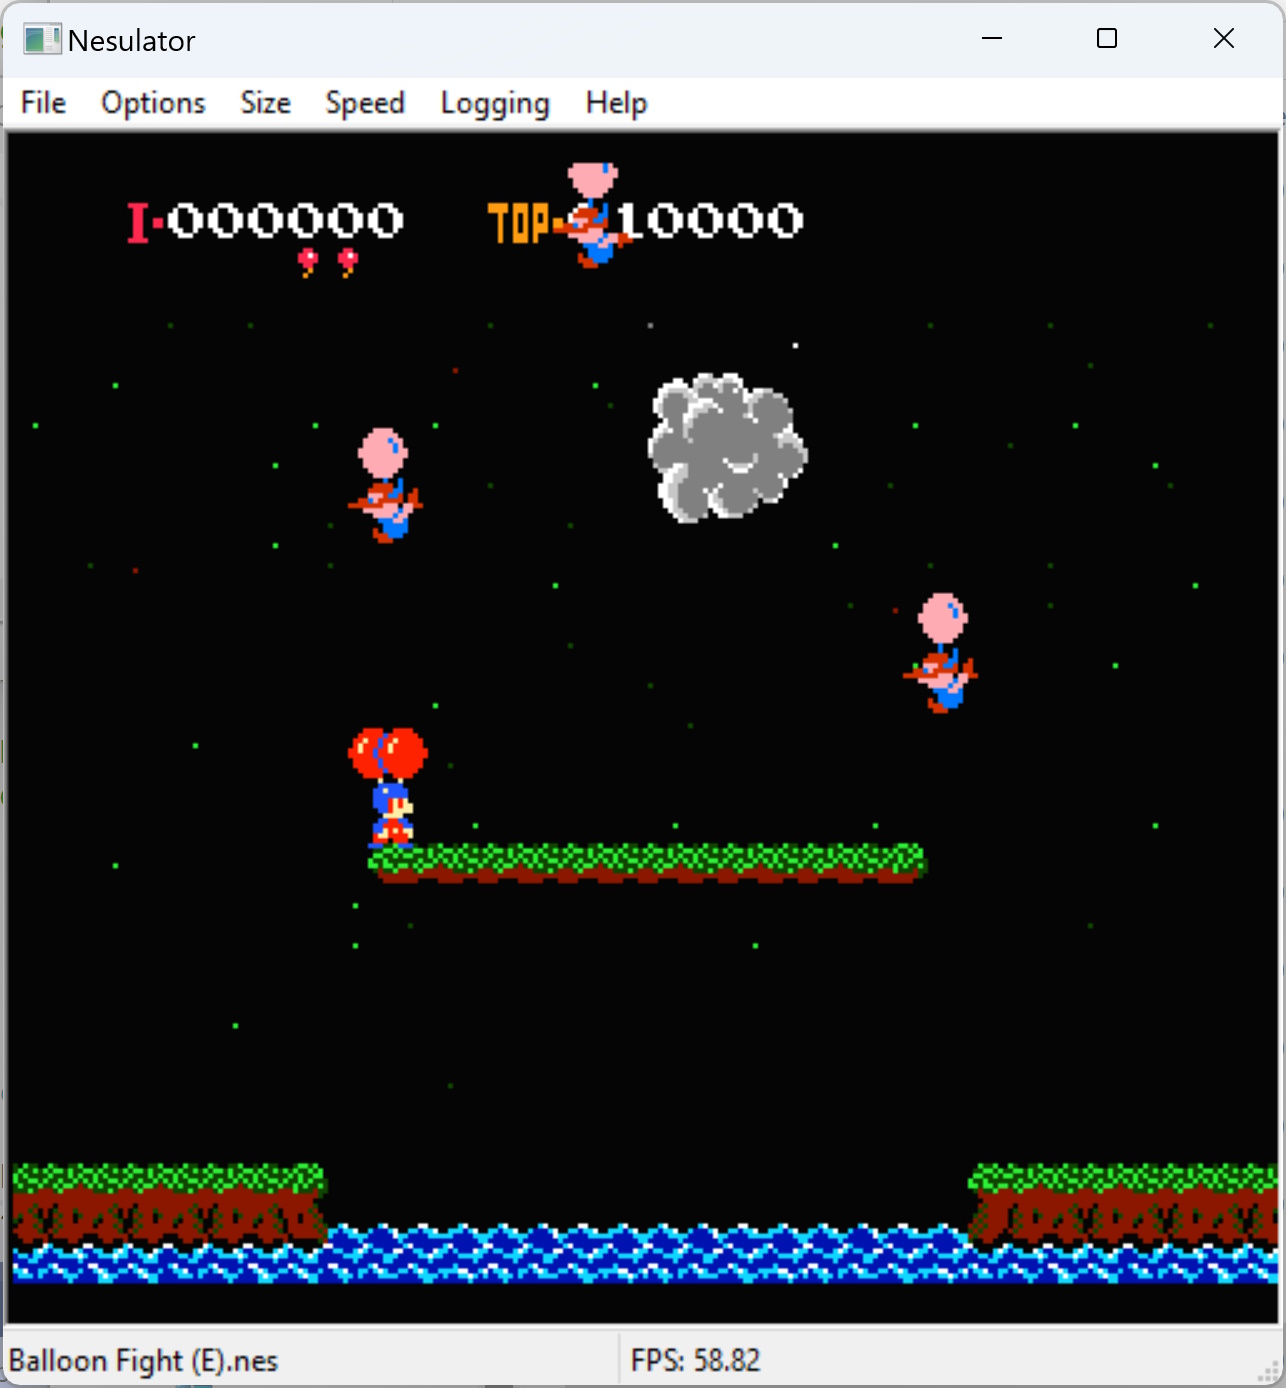 Nesulator
File Options Size Speed Logging Help
I-000000 TOP- 10000
Balloon Fight (E).nes FPS: 58.82